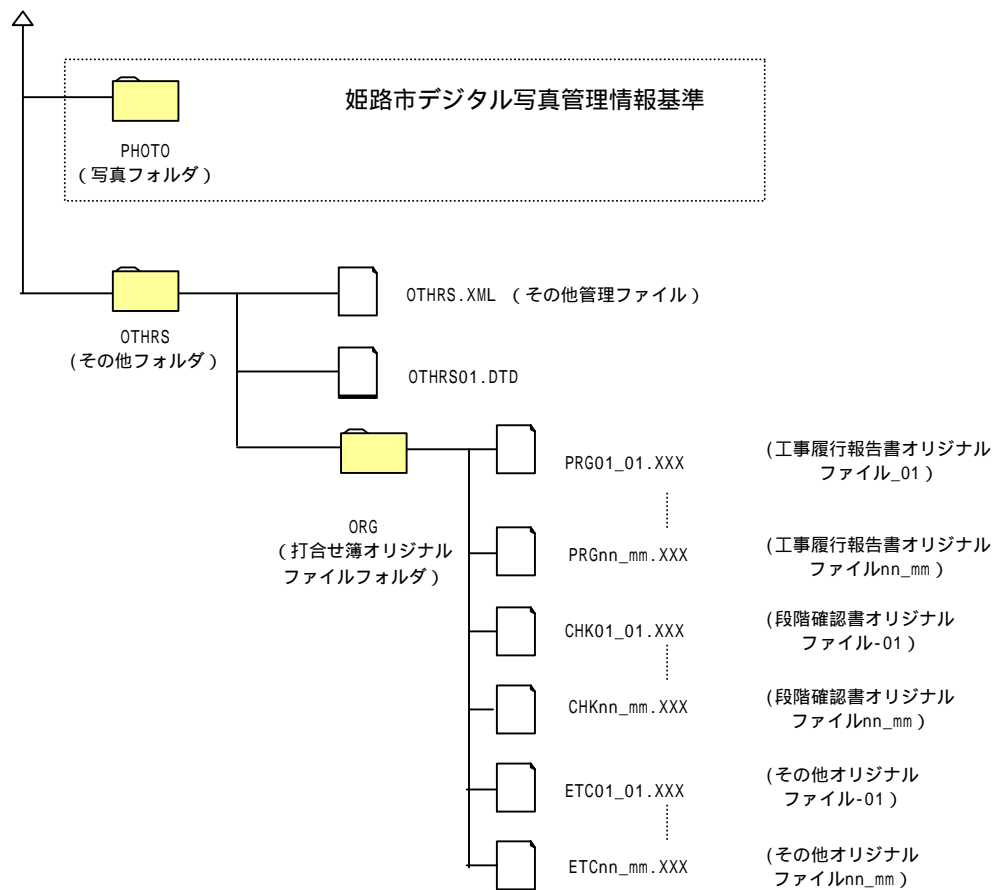 姫路市デジタル写真管理情報基準
PHOTO
(写真フォルダ)
OTHRS.XML (その他管理ファイル)
OTHRS
(その他フォルダ)
OTHRS01.DTD
ORG
(打合せ簿オリジナル
ファイルフォルダ)
PRG01_01.XXX
(工事履行報告書オリジナル
ファイル_01)
PRGnn_mm.XXX
(工事履行報告書オリジナル
ファイルnn_mm)
CHK01_01.XXX
(段階確認書オリジナル
ファイル-01)
CHKnn_mm.XXX
(段階確認書オリジナル
ファイルnn_mm)
ETC01_01.XXX
(その他オリジナル
ファイル-01)
ETCnn_mm.XXX
(その他オリジナル
ファイルnn_mm)